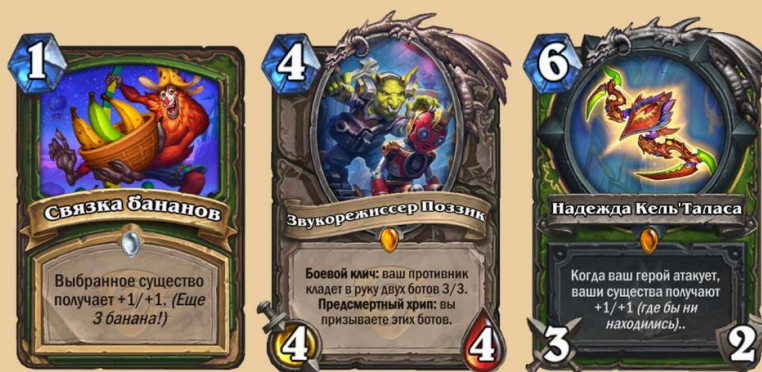 1
Связка бананов
Выбранное существо
получает +1/+1. (Еще
3 банана!)
4
Звукорежиссер Поззик
Боевой клич: ваш противник
кладет в руку двух ботов 3/3.
Предсмертный хрип: вы
призываете этих ботов.
4
4
6
Надежда Кель'Таласа
Когда ваш герой атакует,
ваши существа получают
+1/+1 (где бы ни
находились)..
3
2